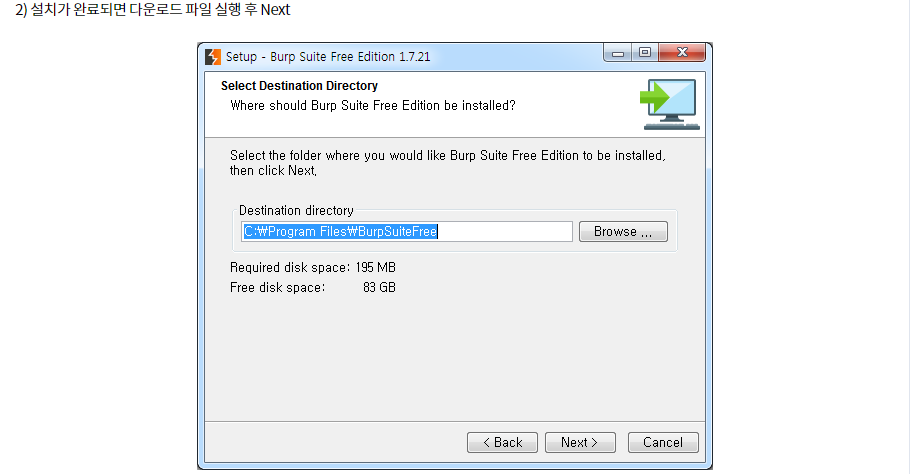 2) 설치가 완료되면 다운로드 파일 실행 후 Next
Setup - Burp Suite Free Edition 1.7.21
Select Destination Directory
Where should Burp Suite Free Edition be installed?
Select the folder where you would like Burp Suite Free Edition to be installed,
then click Next,
Destination directory
C:₩Program Files₩BurpSuiteFree
Browse ...
Required disk space: 195 MB
Free disk space: 83 GB
< Back
Next >
Cancel